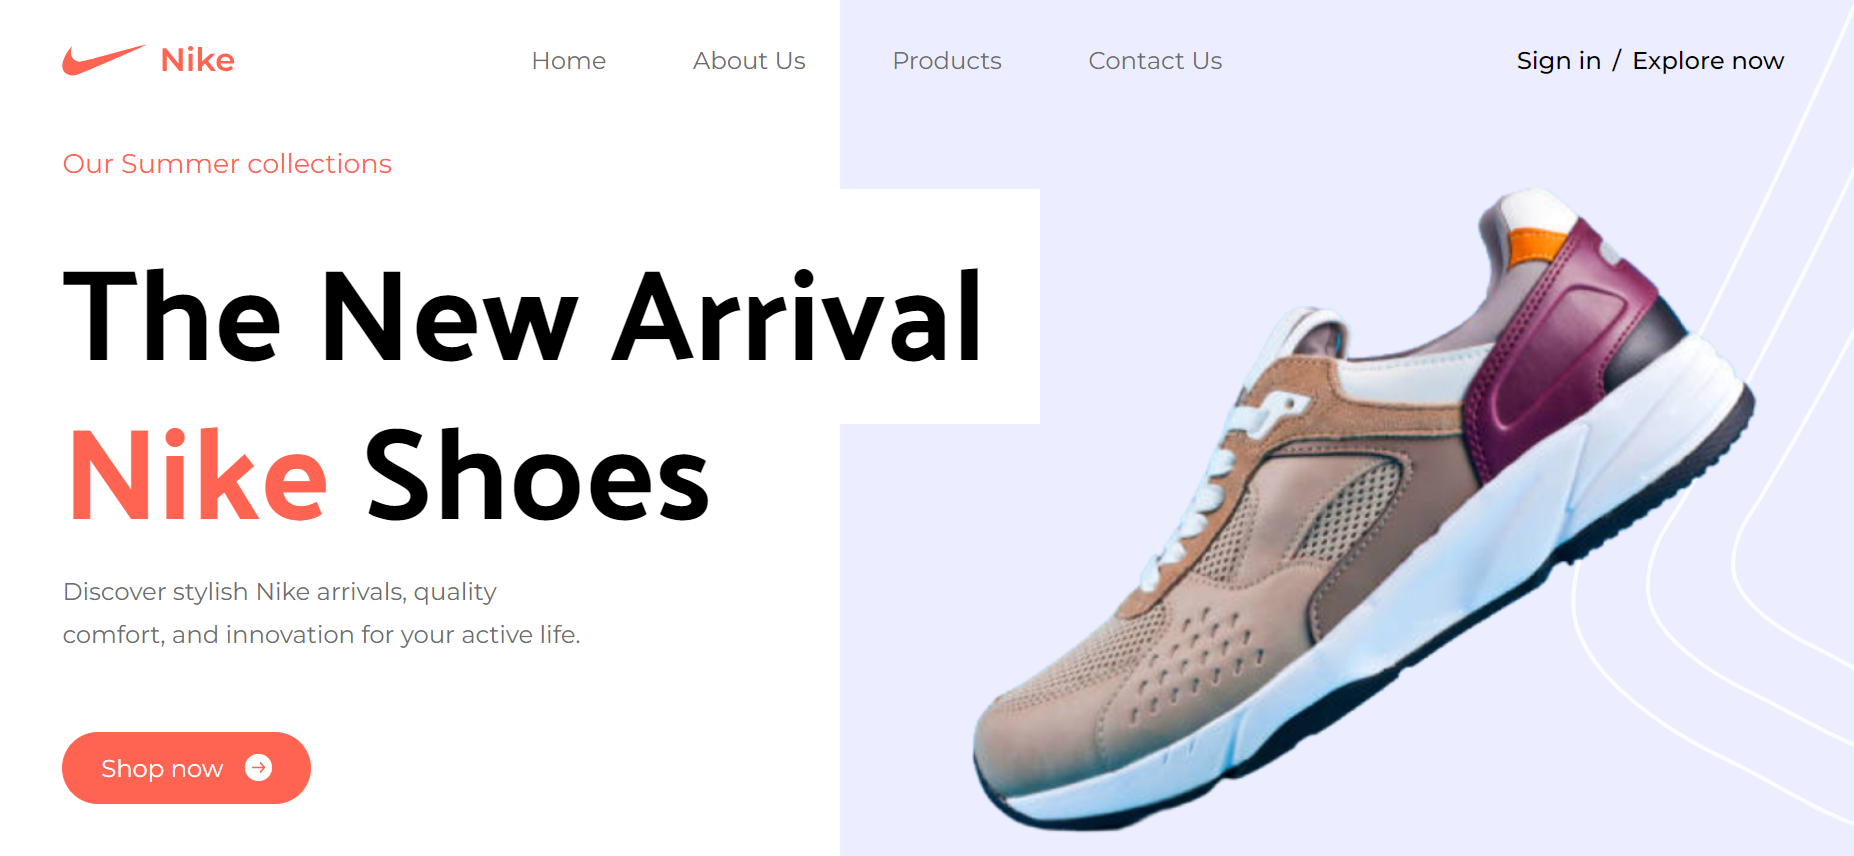 Nike
Home
About Us
Products
Contact Us
Sign in / Explore now
Our Summer collections
The New Arrival
Nike Shoes
Discover stylish Nike arrivals, quality
comfort, and innovation for your active life.
Shop now